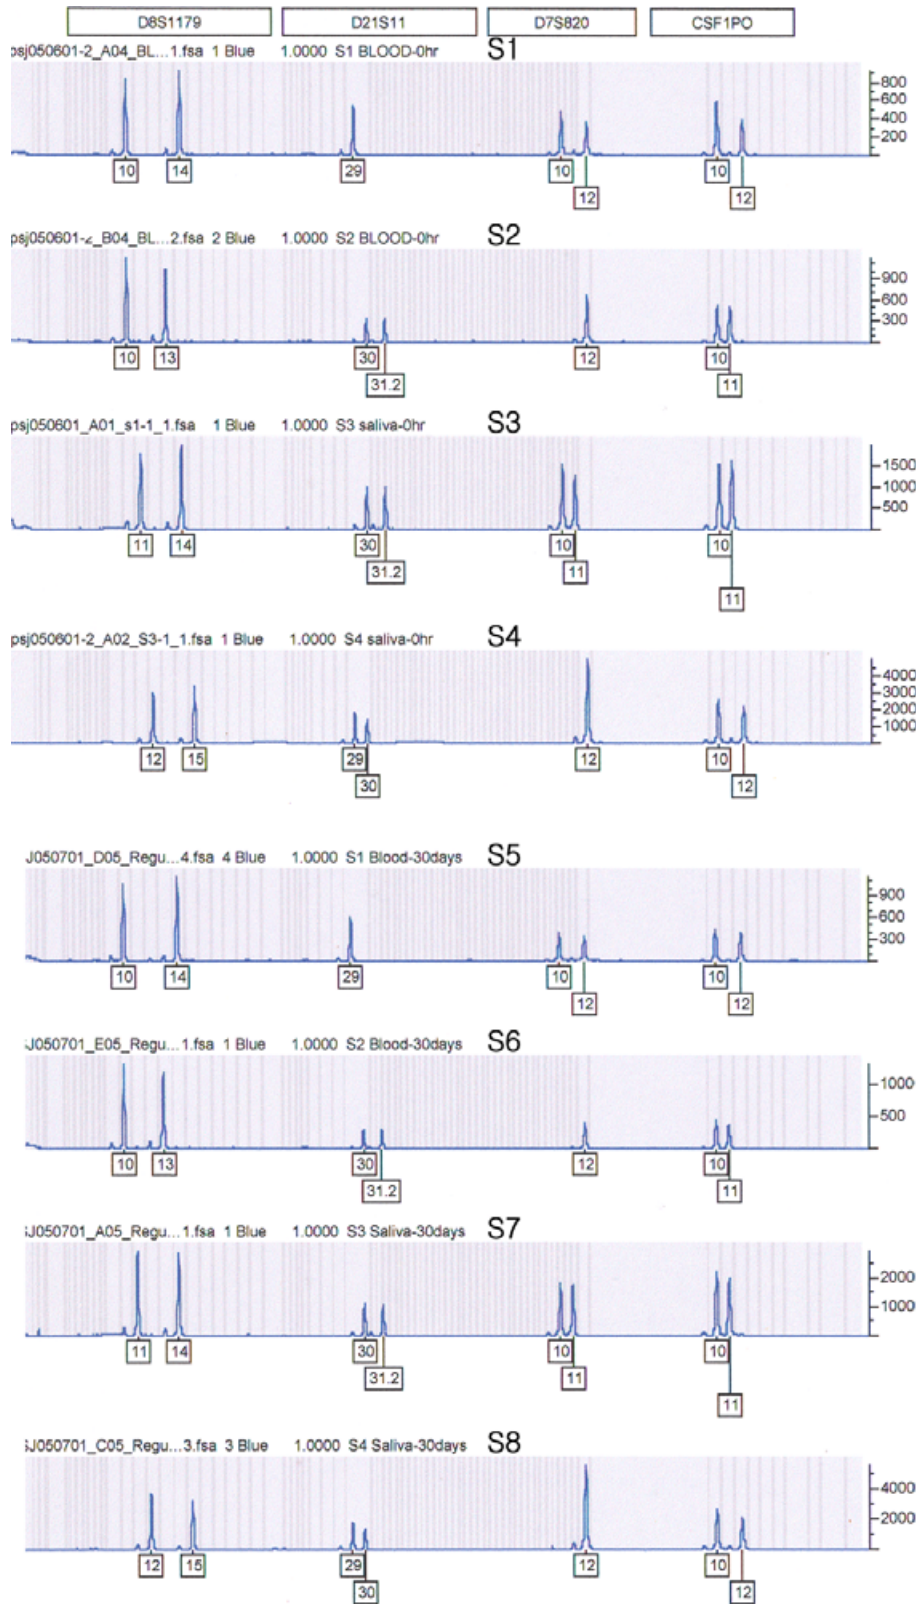 D8S1179 D21S11 D7S820 CSF1PO
psj050601-2_A04_BL...1.fsa 1 Blue 1.0000 S1 BLOOD-0hr S1
800
600
400
200
10 14 29 10 10
12 12
psj050601-2_B04_BL...2.fsa 2 Blue 1.0000 S2 BLOOD-0hr S2
900
600
300
10 13 30 12 10
31.2 11
psj050601_A01_s1-1_1.fsa 1 Blue 1.0000 S3 saliva-0hr S3
1500
1000
500
11 14 30 10 10
31.2 11
11
psj050601-2_A02_S3-1_1.fsa 1 Blue 1.0000 S4 saliva-0hr S4
4000
3000
2000
1000
12 15 29 12 10
30 12
J050701_D05_Regu...4.fsa 4 Blue 1.0000 S1 Blood-30days S5
900
600
300
10 14 29 10 10
12 12
J050701_E05_Regu...1.fsa 1 Blue 1.0000 S2 Blood-30days S6
1000
500
10 13 30 12 10
31.2 11
J050701_A05_Regu...1.fsa 1 Blue 1.0000 S3 Saliva-30days S7
2000
1000
11 14 30 10 10
31.2 11
11
J050701_C05_Regu...3.fsa 3 Blue 1.0000 S4 Saliva-30days S8
4000
2000
12 15 29 12 10
30 12